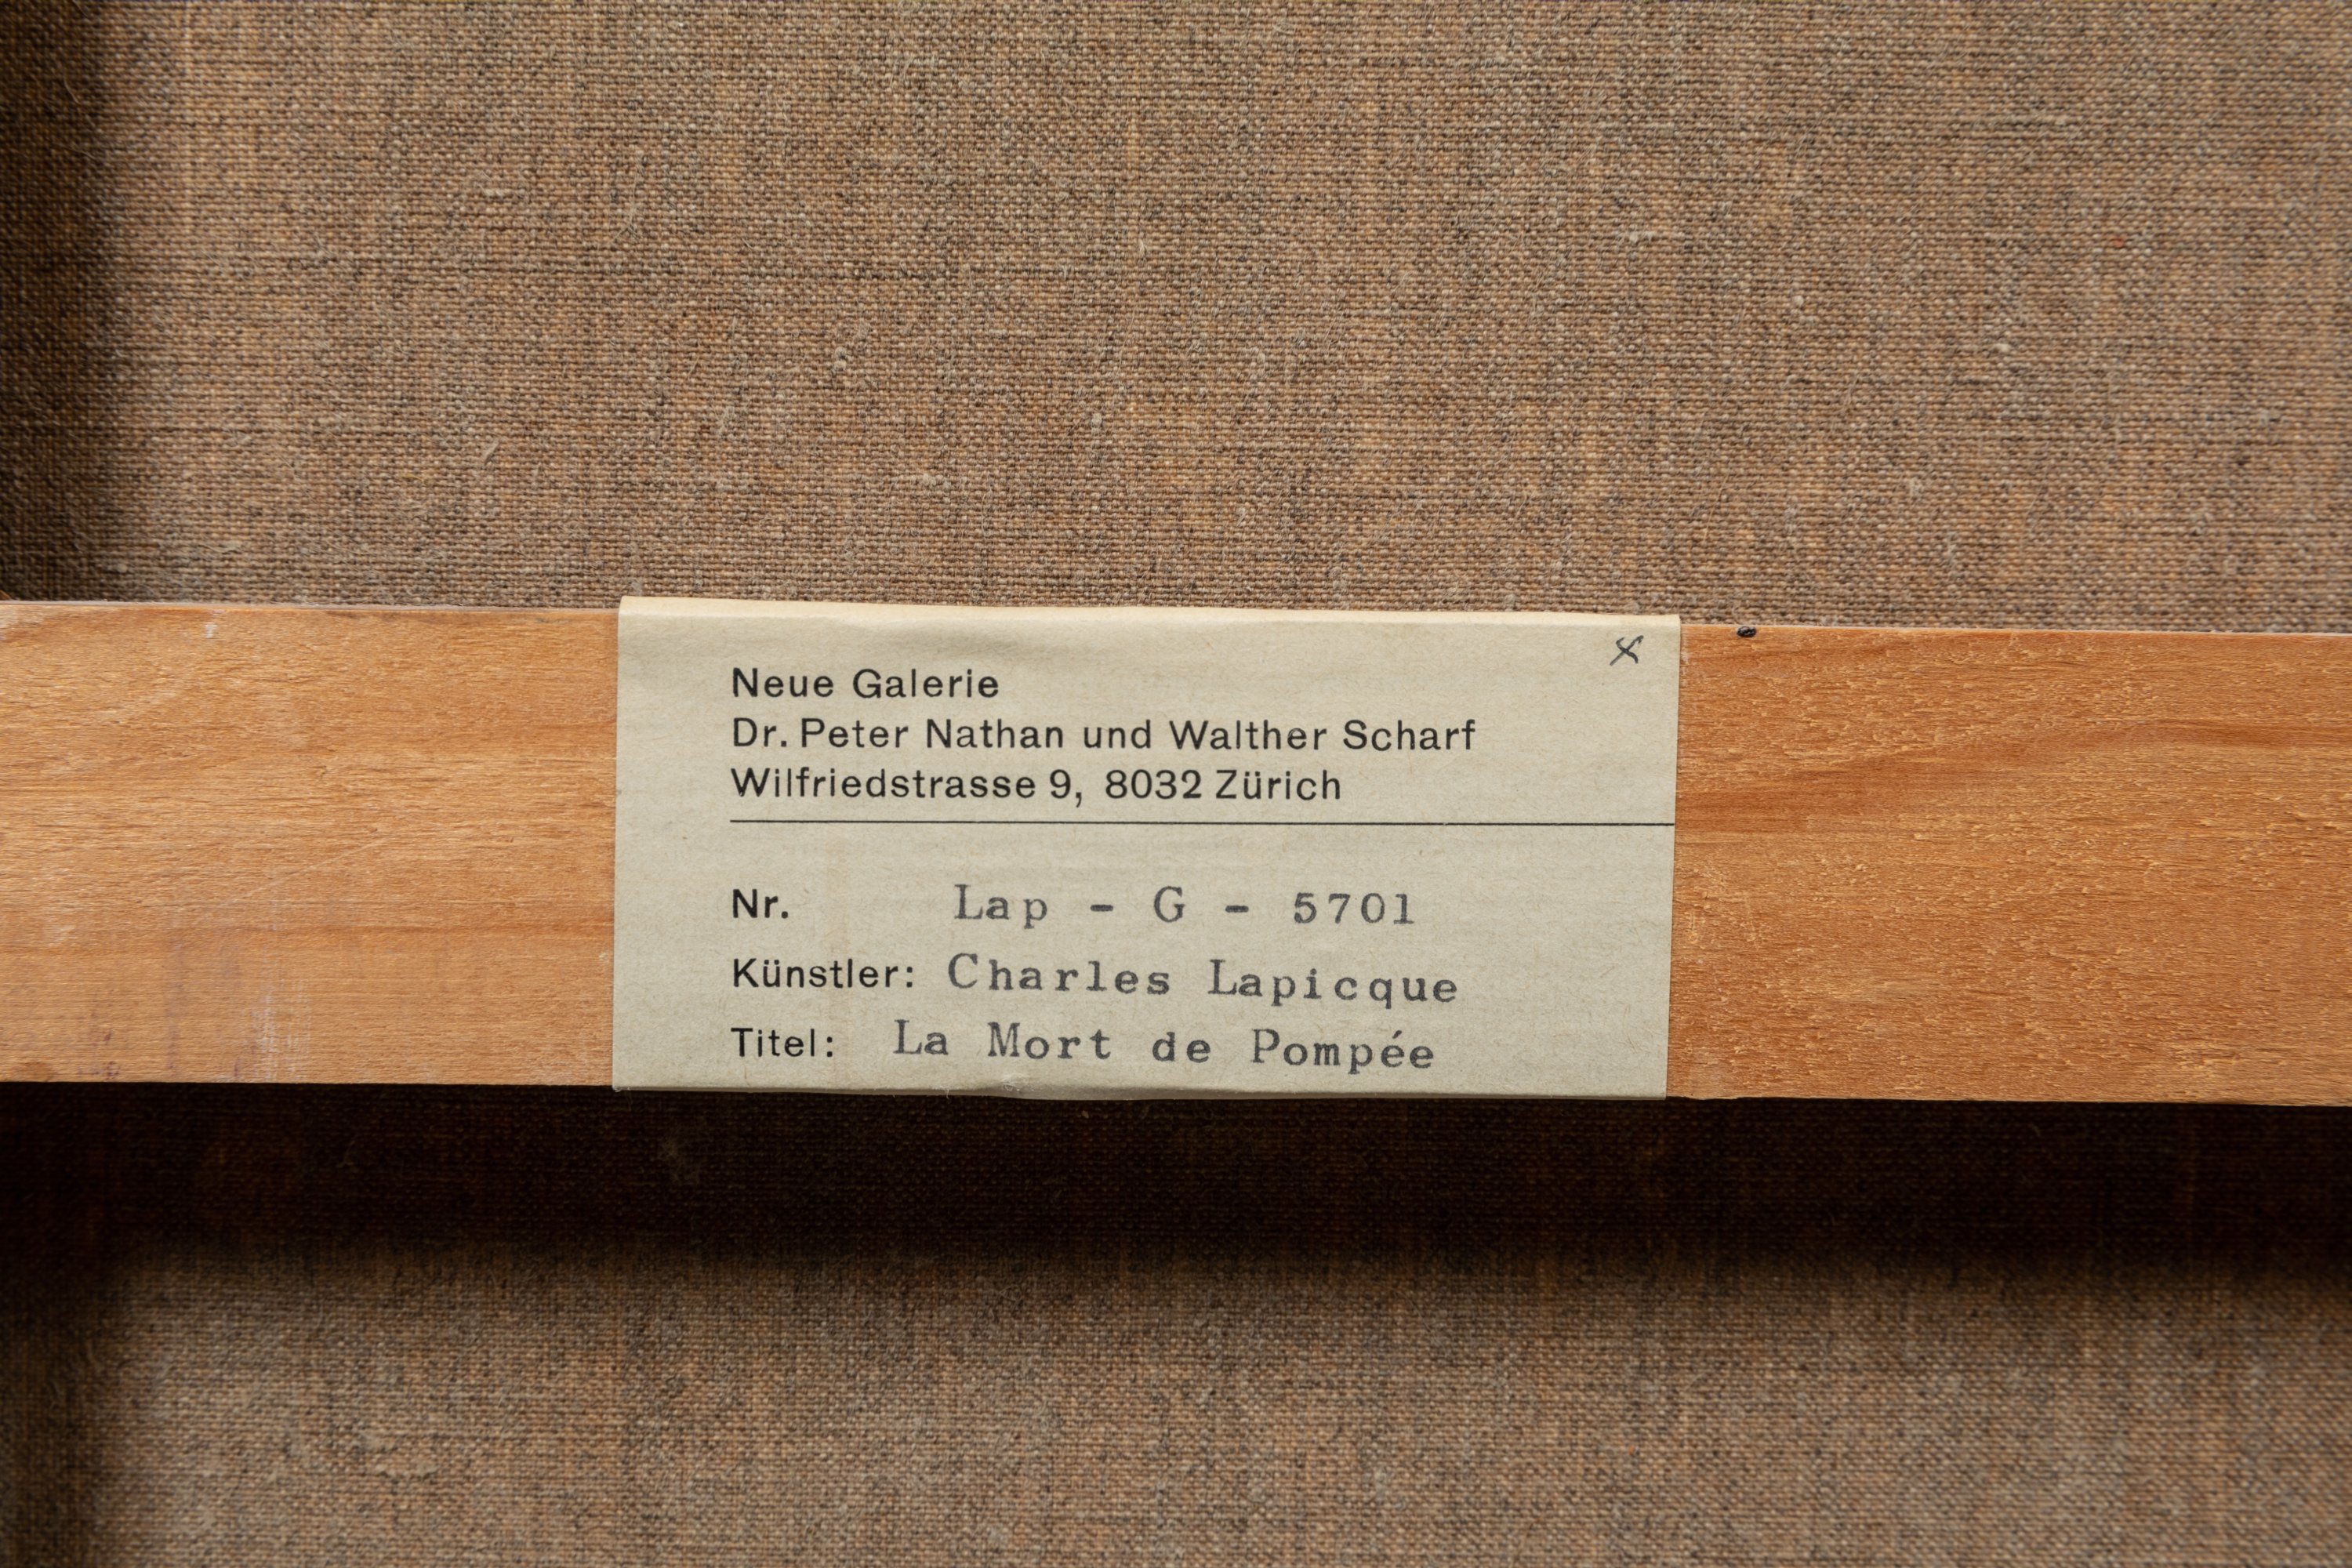 Neue Galerie
Dr. Peter Nathan und Walther Scharf
Wilfriedstrasse 9, 8032 Zürich
Nr. Lap - G - 5701
Künstler: Charles Lapicque
Titel: La Mort de Pompée